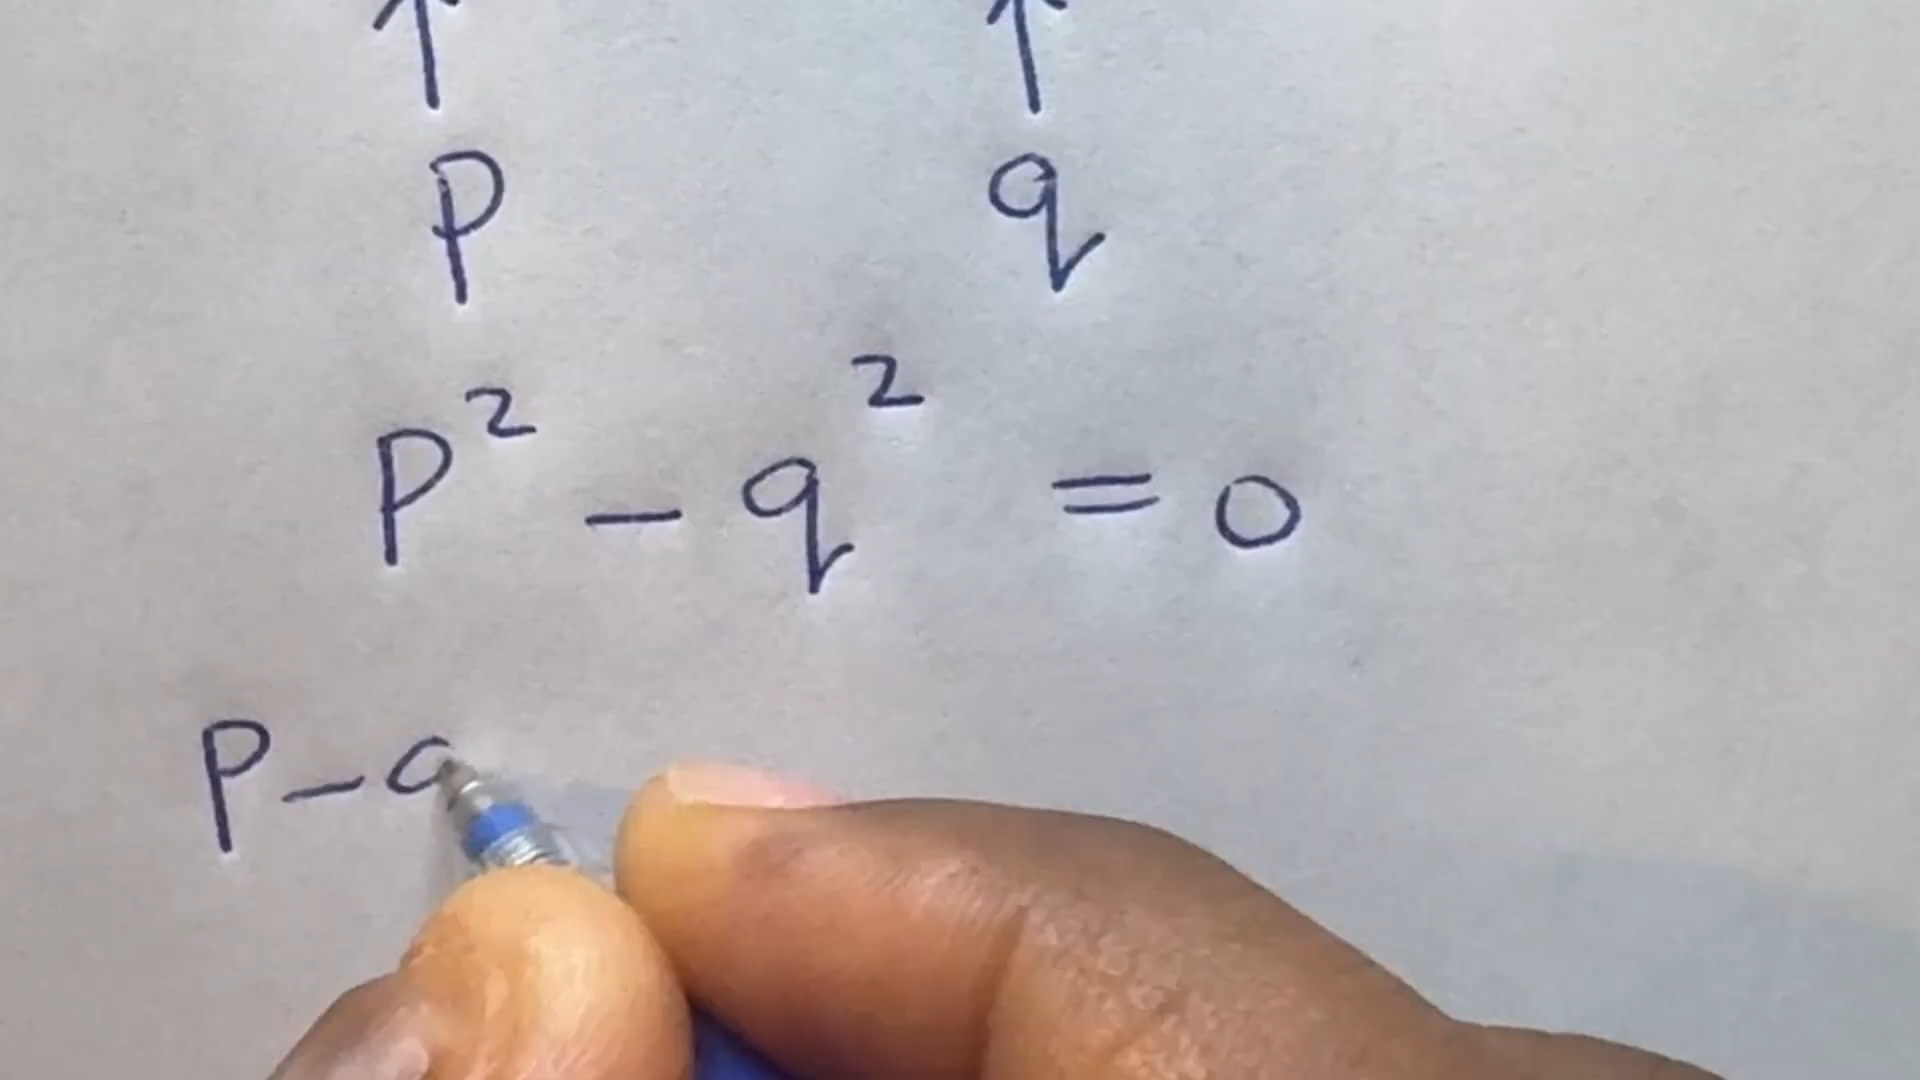 ↑ ↑
P q
P² - q² = 0
P -